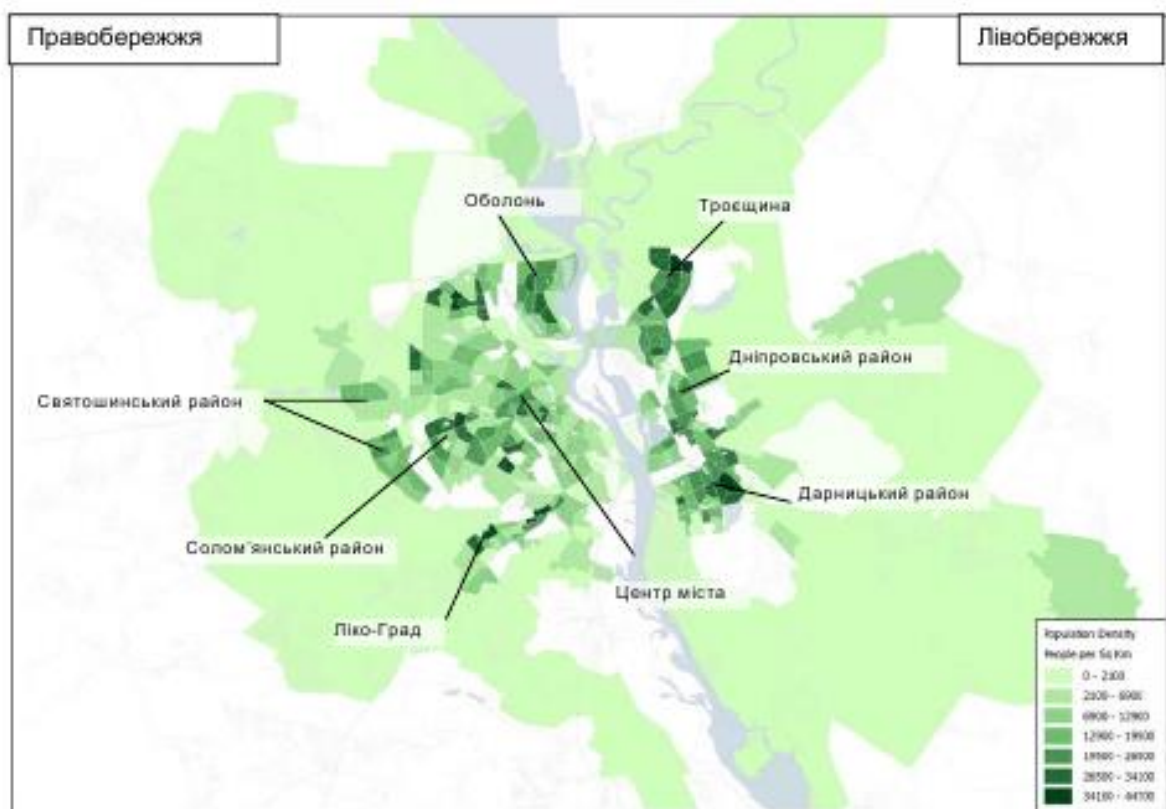 Правобережжя
Лівобережжя
Оболонь
Троєщина
Дніпровський район
Святошинський район
Дарницький район
Солом'янський район
Центр міста
Ліко-Град
Population Density
People per Sq Km
0 - 2100
2100 - 6900
6900 - 12900
12900 - 19500
19500 - 26500
26500 - 34100
34100 - 44700